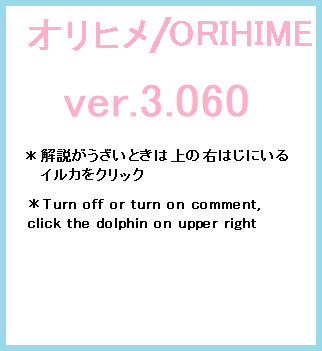 オリヒメ/ORIHIME
ver.3.060
＊解説がうざいときは上の右はじにいる
イルカをクリック
＊Turn off or turn on comment,
click the dolphin on upper right